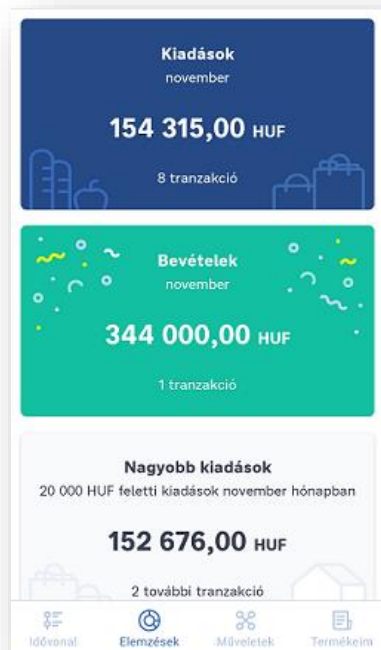 Kiadások
november
154 315,00 HUF
8 tranzakció
Bevételek
november
344 000,00 HUF
1 tranzakció
Nagyobb kiadások
20 000 HUF feletti kiadások november hónapban
152 676,00 HUF
2 további tranzakció
Idővonal Elemzések Műveletek Termékeim